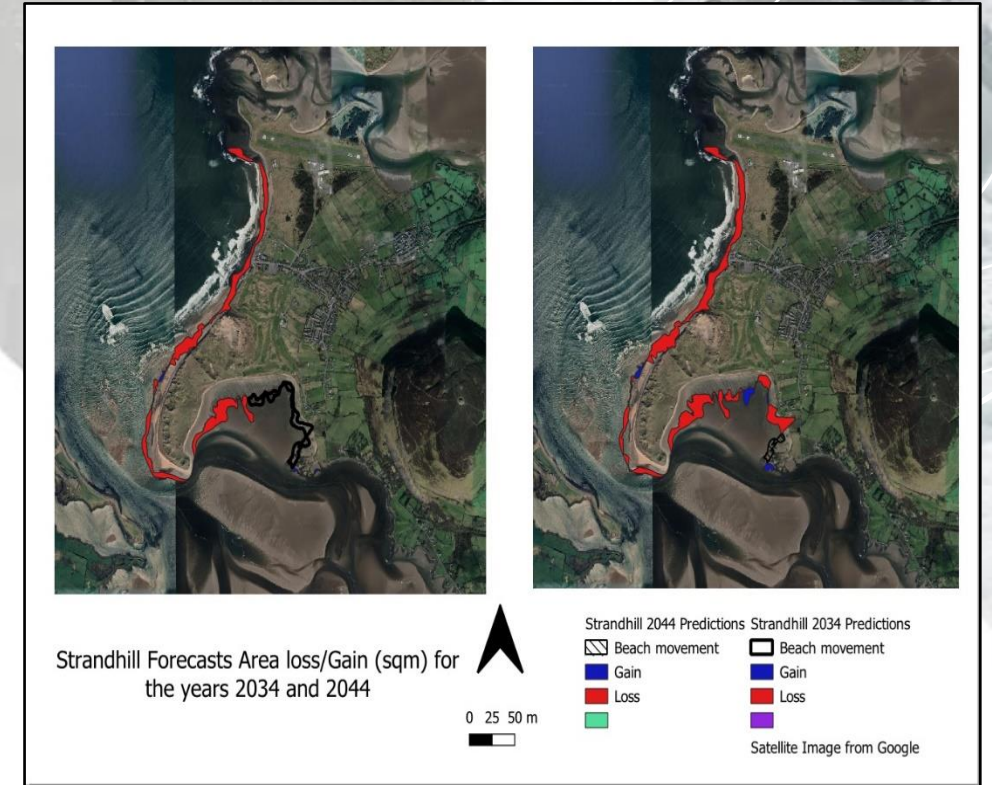 Strandhill Forecasts Area loss/Gain (sqm) for
the years 2034 and 2044
0 25 50 m
Strandhill 2044 Predictions
Beach movement
Gain
Loss
Strandhill 2034 Predictions
Beach movement
Gain
Loss
Satellite Image from Google